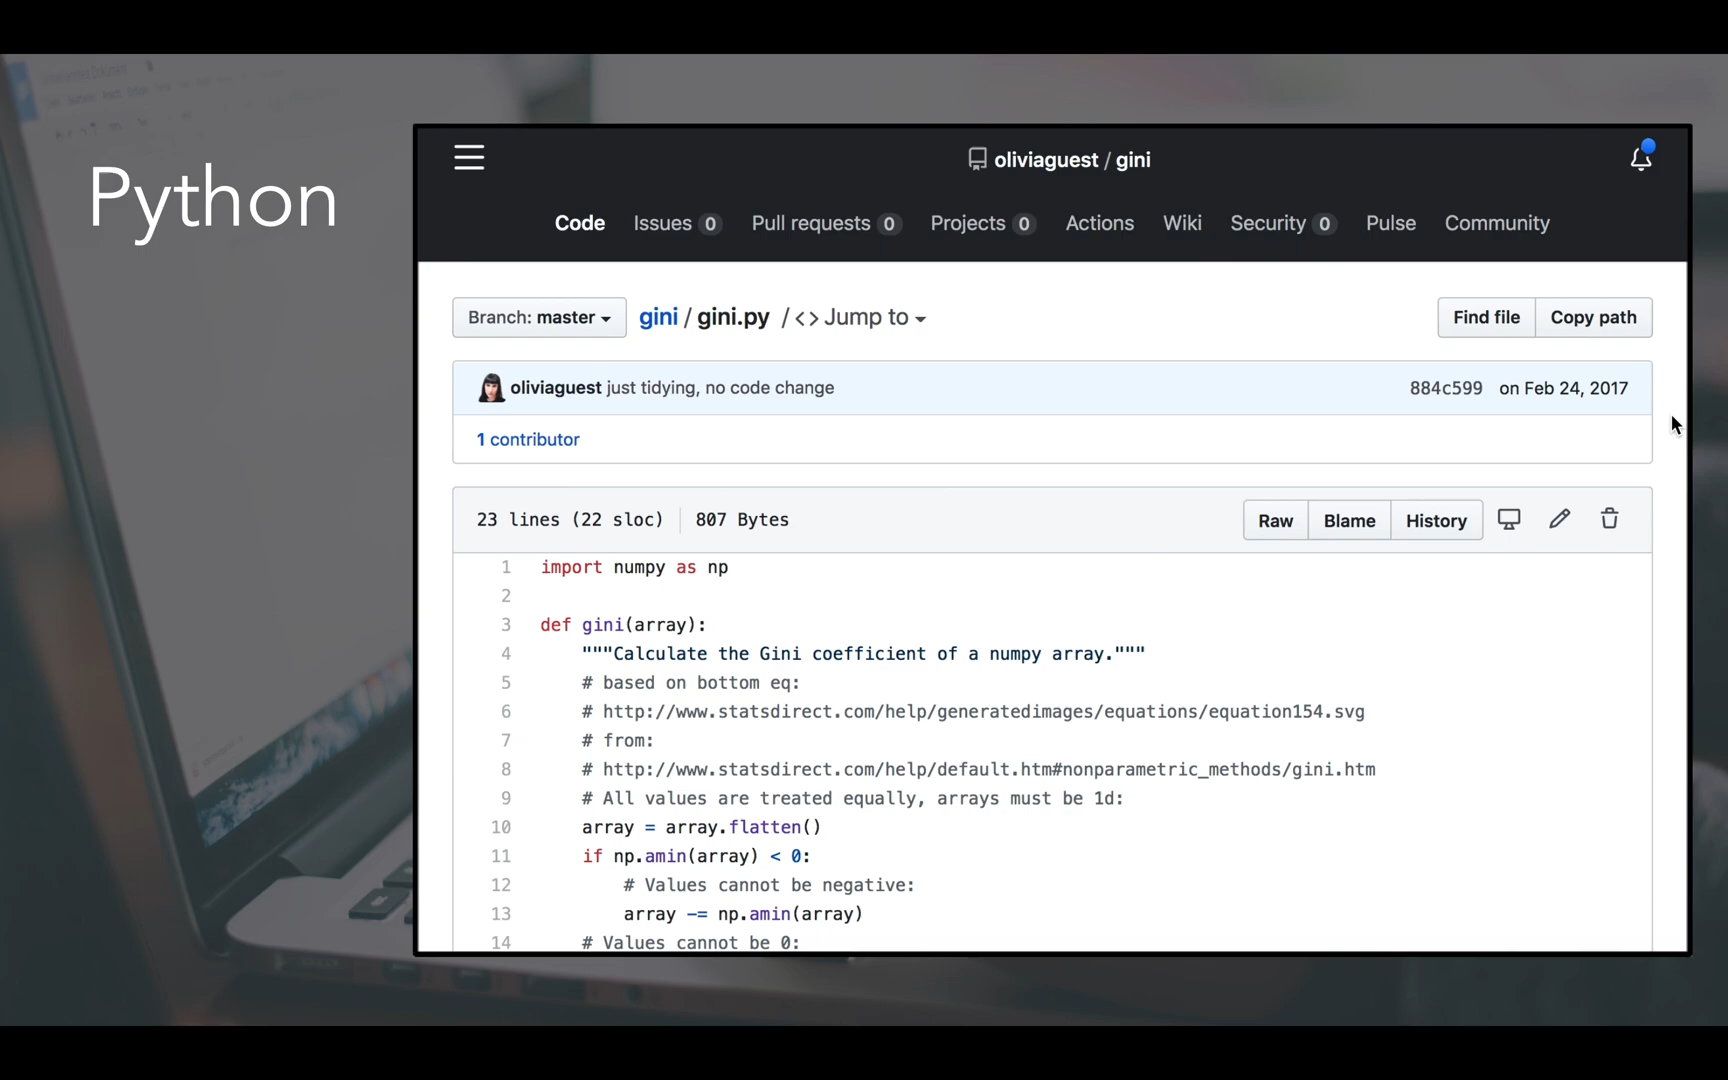 Python
oliviaguest / gini
Code Issues 0 Pull requests 0 Projects 0 Actions Wiki Security 0 Pulse Community
Branch: master gini / gini.py / <> Jump to Find file Copy path
oliviaguest just tidying, no code change 884c599 on Feb 24, 2017
1 contributor
23 lines (22 sloc) 807 Bytes Raw Blame History
1 import numpy as np
2
3 def gini(array):
4 """Calculate the Gini coefficient of a numpy array."""
5 # based on bottom eq:
6 # http://www.statsdirect.com/help/generatedimages/equations/equation154.svg
7 # from:
8 # http://www.statsdirect.com/help/default.htm#nonparametric_methods/gini.htm
9 # All values are treated equally, arrays must be 1d:
10 array = array.flatten()
11 if np.amin(array) < 0:
12 # Values cannot be negative:
13 array -= np.amin(array)
14 # Values cannot be 0: